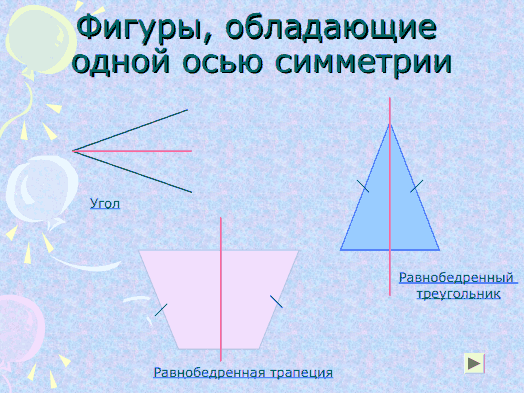 Фигуры, обладающие
одной осью симметрии
Угол
Равнобедренный
треугольник
Равнобедренная трапеция